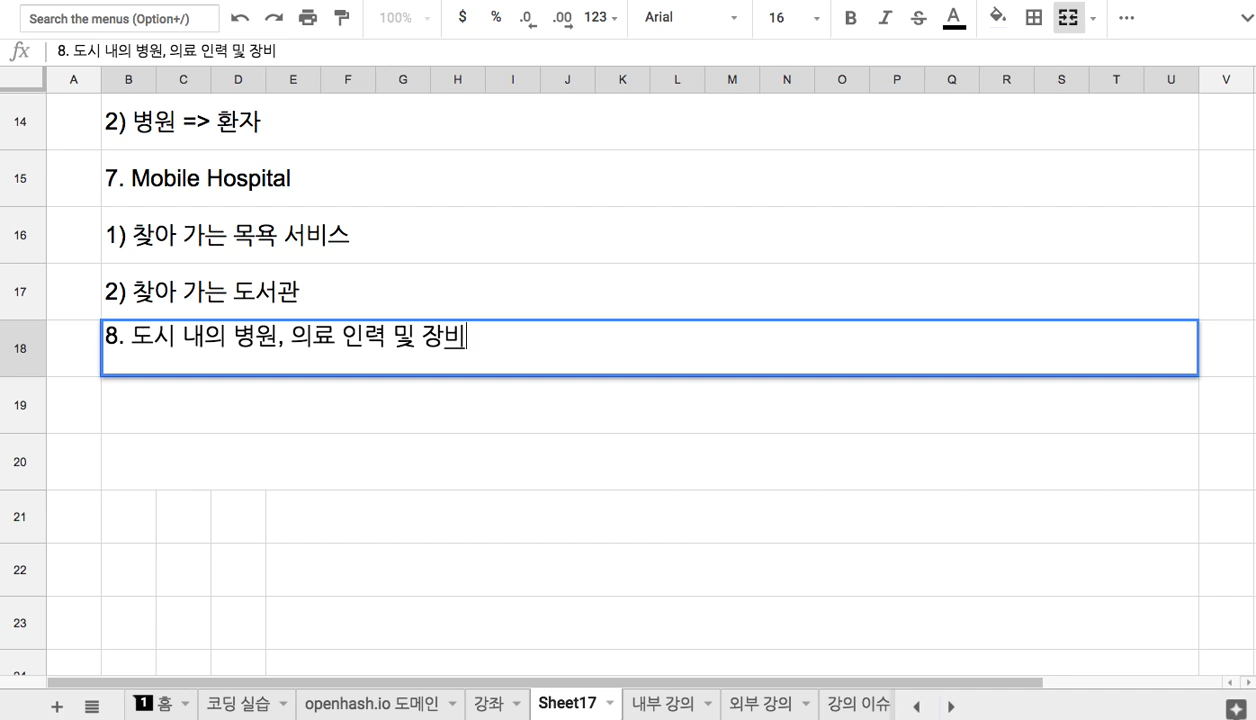 Search the menus (Option+/)
100%
$ % .0 .00 123
Arial
16
B I S A
fx 8. 도시 내의 병원, 의료 인력 및 장비
A B C D E F G H I J K L M N O P Q R S T U V
14 2) 병원 => 환자
15 7. Mobile Hospital
16 1) 찾아 가는 목욕 서비스
17 2) 찾아 가는 도서관
18 8. 도시 내의 병원, 의료 인력 및 장비
19
20
21
22
23
24
1 홈 코딩 실습 openhash.io 도메인 강좌 Sheet17 내부 강의 외부 강의 강의 이슈